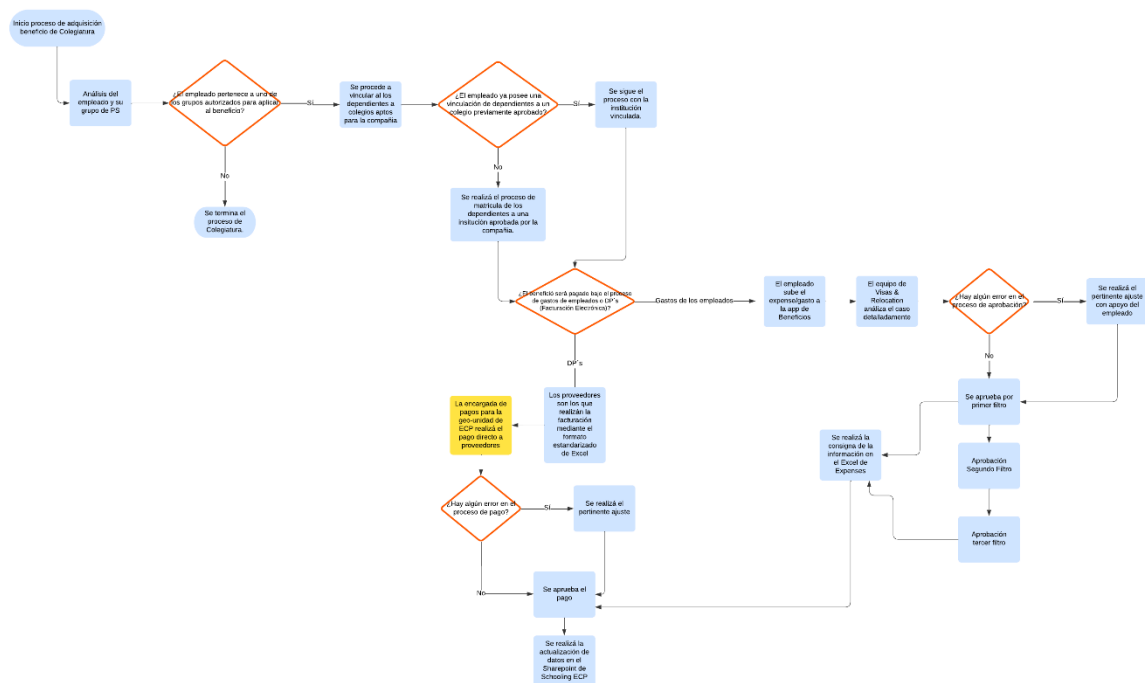 Inicio proceso de adquisición
beneficio de Colegiatura
Análisis del
empleado y su
grupo de PS
¿El empleado pertenece a uno de
los grupos autorizados para aplicar
al beneficio?
Sí
No
Se termina el
proceso de
Colegiatura.
Se procede a
vincular al los
dependientes a
colegios aptos
para la compañía
¿El empleado ya posee una
vinculación de dependientes a un
colegio previamente aprobado?
Sí
No
Se sigue el
proceso con la
institución
vinculada.
Se realizá el proceso de
matricula de los
dependientes a una
insitución aprobada por la
compañía.
¿El benefició será pagado bajo el proceso
de gastos de empleados o DP´s
(Facturación Electrónica)?
Gastos de los empleados
DP´s
El empleado
sube el
expense/gasto a
la app de
Beneficios
El equipo de
Visas &
Relocation
análiza el caso
detalladamente
¿Hay algún error en el
proceso de aprobación?
Sí
No
Se realizá el
pertinente ajuste
con apoyo del
empleado
Se aprueba por
primer filtro
Aprobación
Segundo Filtro
Aprobación
tercer filtro
Se realizá la
consigna de la
información en
el Excel de
Expenses
Los proveedores
son los que
realizán la
facturación
mediante el
formato
estandarizado
de Excel
La encargada de
pagos para la
geo-unidad de
ECP realizá el
pago directo a
proveedores
¿Hay algún error en el
proceso de pago?
Sí
No
Se realizá el
pertinente ajuste
Se aprueba el
pago
Se realizá la
actualización de
datos en el
Sharepoint de
Schooling ECP